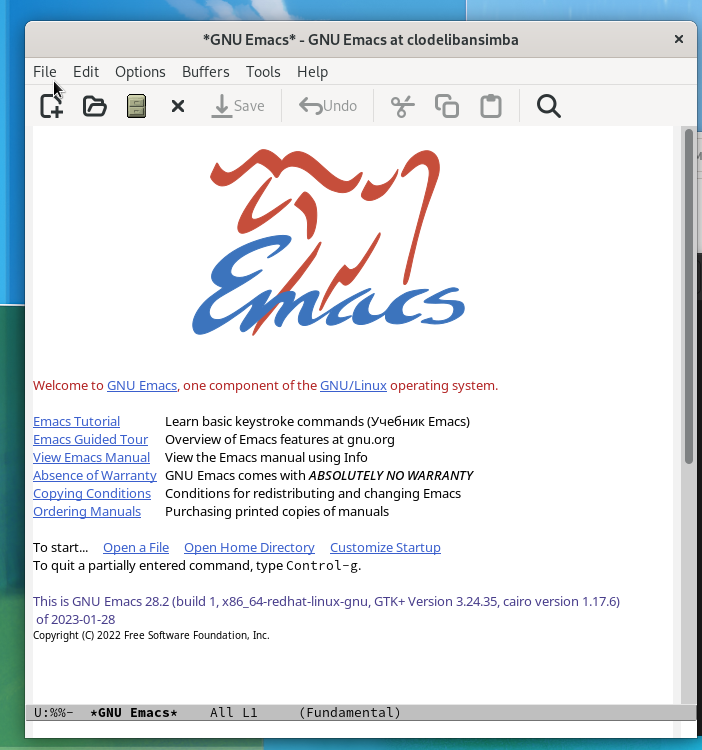 *GNU Emacs* - GNU Emacs at clodelibansimba
File Edit Options Buffers Tools Help
Save Undo
Emacs
Welcome to GNU Emacs, one component of the GNU/Linux operating system.
Emacs Tutorial Learn basic keystroke commands (Учебник Emacs)
Emacs Guided Tour Overview of Emacs features at gnu.org
View Emacs Manual View the Emacs manual using Info
Absence of Warranty GNU Emacs comes with ABSOLUTELY NO WARRANTY
Copying Conditions Conditions for redistributing and changing Emacs
Ordering Manuals Purchasing printed copies of manuals
To start... Open a File Open Home Directory Customize Startup
To quit a partially entered command, type Control-g.
This is GNU Emacs 28.2 (build 1, x86_64-redhat-linux-gnu, GTK+ Version 3.24.35, cairo version 1.17.6)
of 2023-01-28
Copyright (C) 2022 Free Software Foundation, Inc.
U:%%- *GNU Emacs* All L1 (Fundamental)